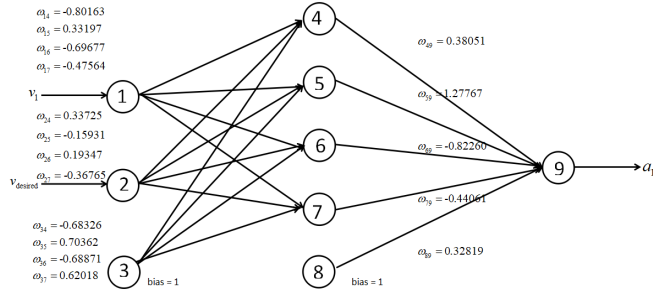 ω14 = -0.80163
ω15 = 0.33197
ω16 = -0.69677
ω17 = -0.47564
v1
1
ω24 = 0.33725
ω25 = -0.15931
ω26 = 0.19347
ω27 = -0.36765
vdesired
2
ω34 = -0.68326
ω35 = 0.70362
ω36 = -0.68871
ω37 = 0.62018
3
bias = 1
4
5
6
7
8
bias = 1
ω49 = 0.38051
ω59 = 1.27767
ω69 = -0.82260
ω79 = -0.44061
ω89 = 0.32819
9
a1